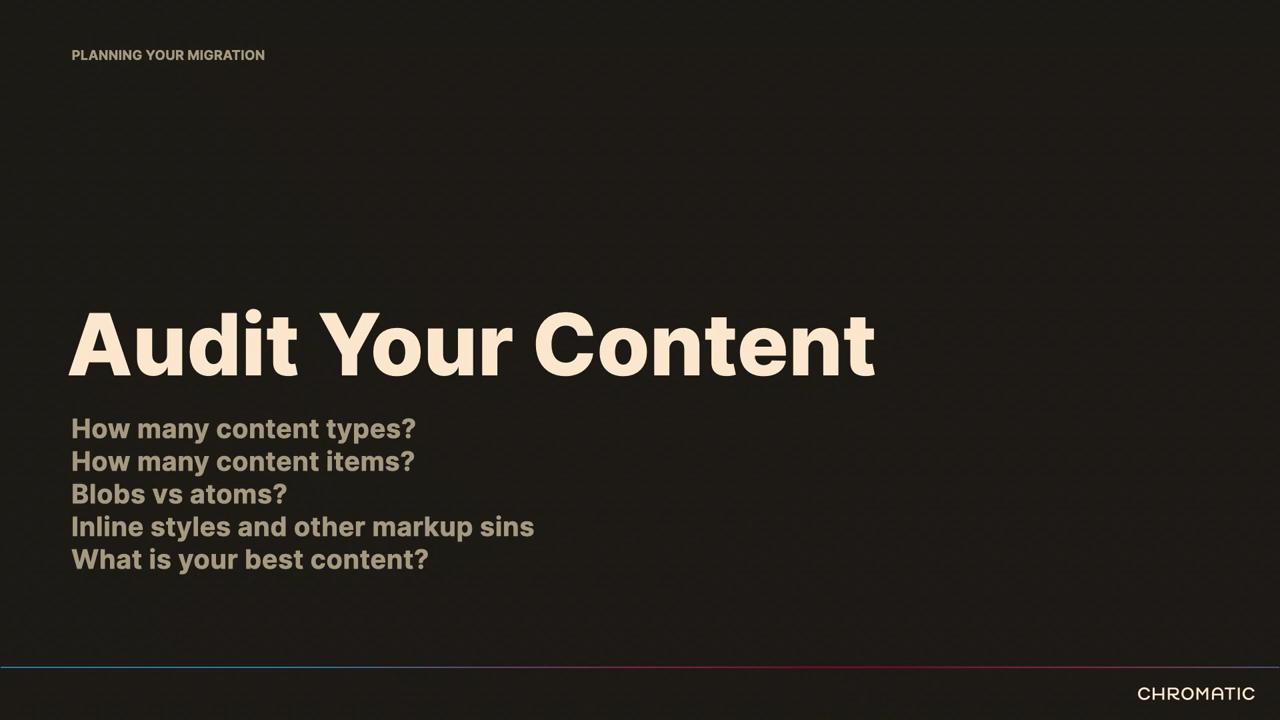 PLANNING YOUR MIGRATION
Audit Your Content
How many content types?
How many content items?
Blobs vs atoms?
Inline styles and other markup sins
What is your best content?
CHROMATIC